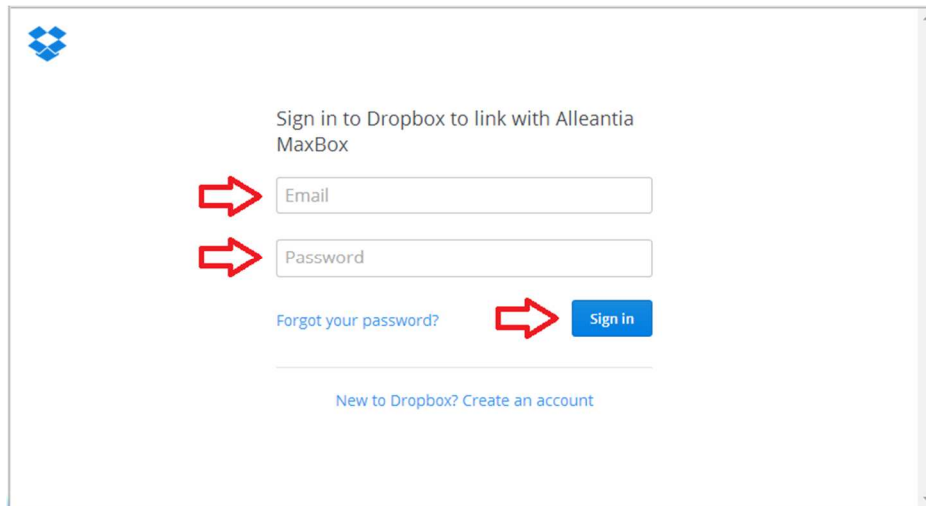 Sign in to Dropbox to link with Alleantia
MaxBox
Email
Password
Forgot your password?
Sign in
New to Dropbox? Create an account